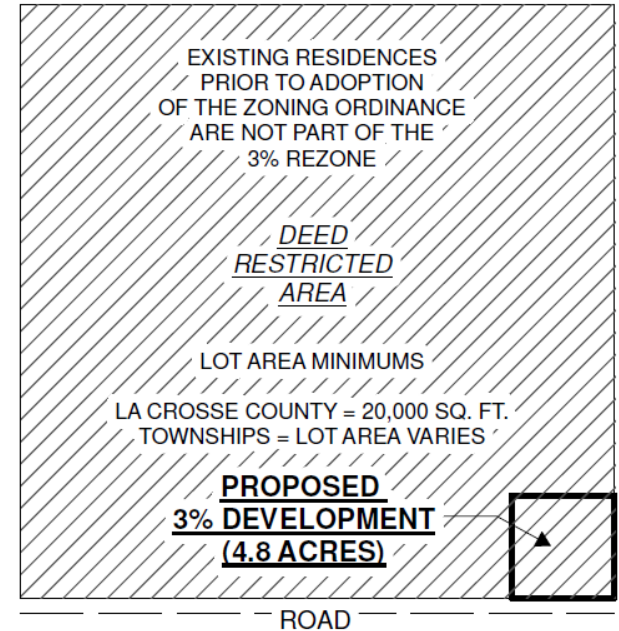 EXISTING RESIDENCES
PRIOR TO ADOPTION
OF THE ZONING ORDINANCE
ARE NOT PART OF THE
3% REZONE
DEED
RESTRICTED
AREA
LOT AREA MINIMUMS
LA CROSSE COUNTY = 20,000 SQ. FT.
TOWNSHIPS = LOT AREA VARIES
PROPOSED
3% DEVELOPMENT
(4.8 ACRES)
ROAD